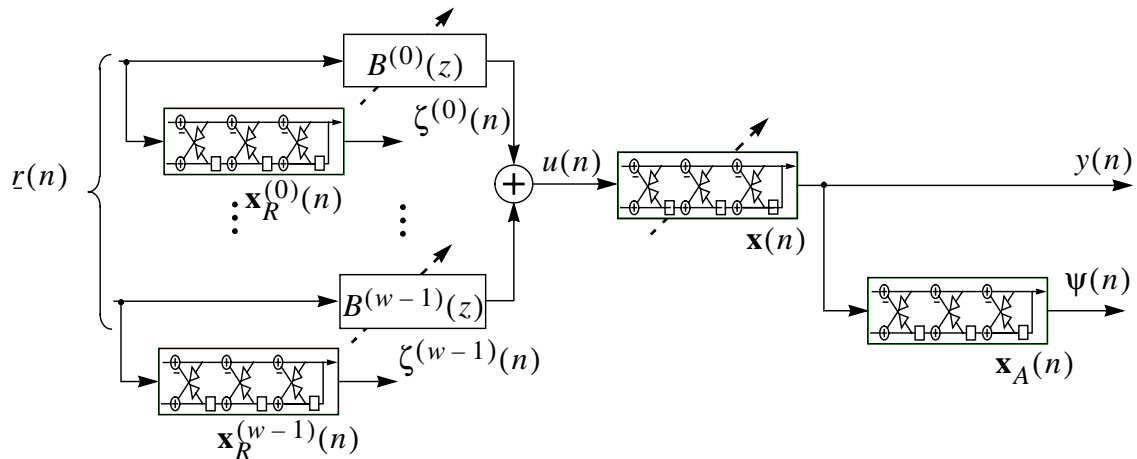 B^(0)(z)
ζ^(0)(n)
x_R^(0)(n)
r(n)
u(n)
y(n)
x(n)
B^(w – 1)(z)
ζ^(w – 1)(n)
x_R^(w – 1)(n)
ψ(n)
x_A(n)